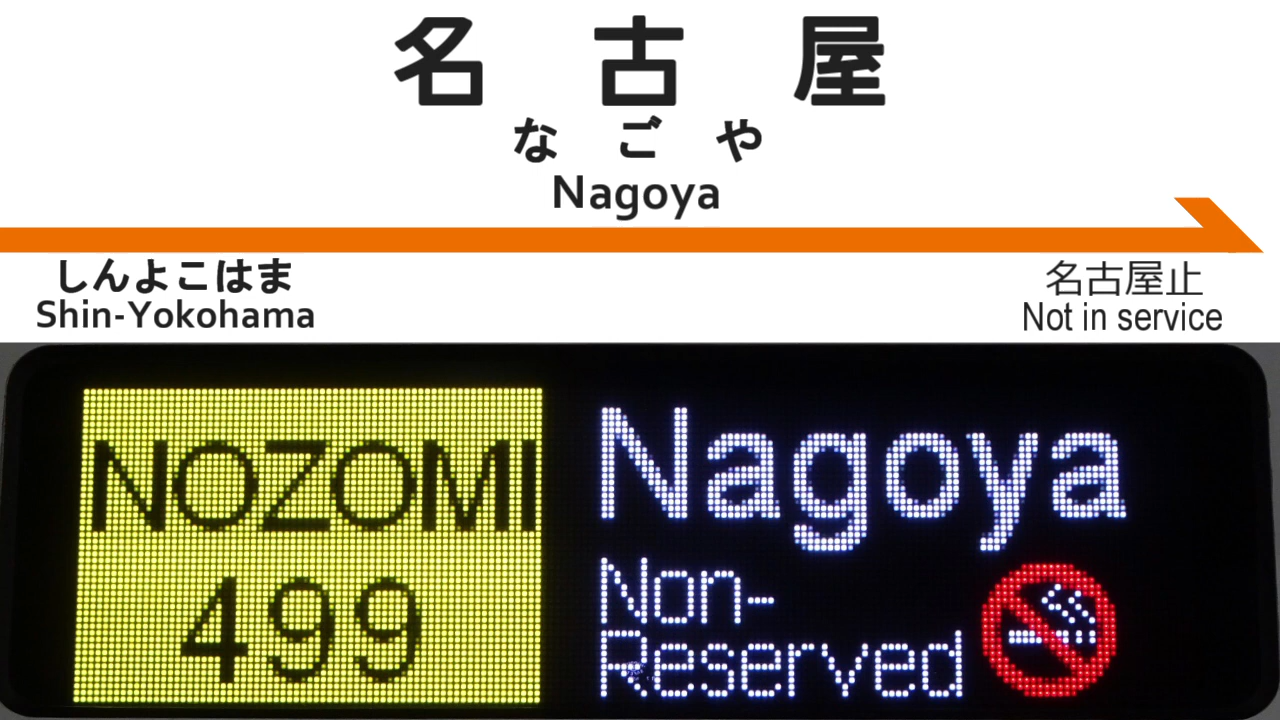 名古屋
なごや
Nagoya
しんよこはま
Shin-Yokohama
名古屋止
Not in service
NOZOMI
499
Nagoya
Non-
Reserved